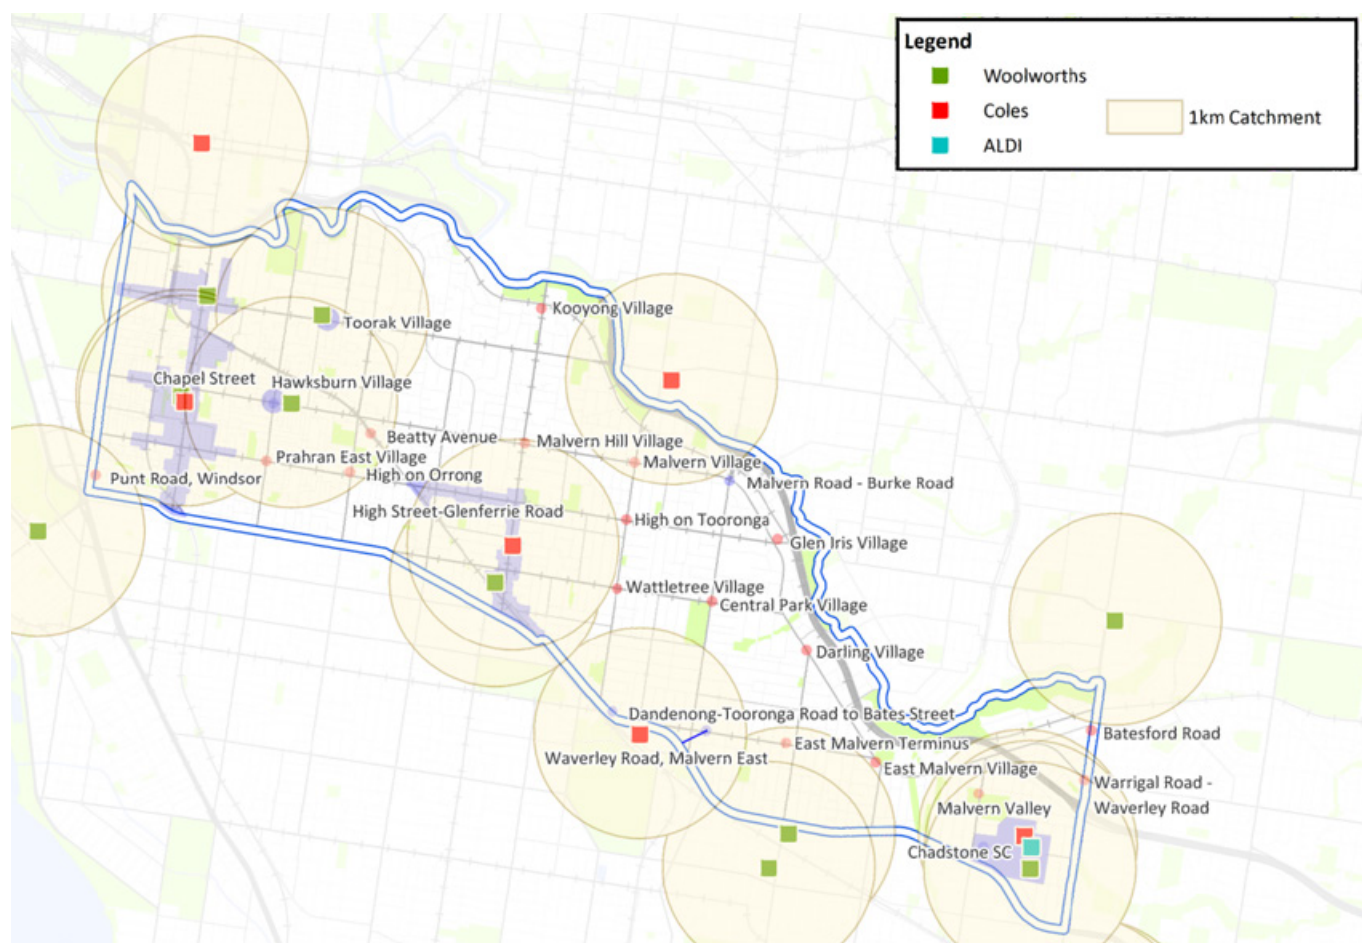 Legend
Woolworths
Coles
1km Catchment
ALDI
Kooyong Village
Toorak Village
Chapel Street
Hawksburn Village
Beatty Avenue
Malvern Hill Village
Prahran East Village
Malvern Village
Punt Road, Windsor
High on Orrong
Malvern Road - Burke Road
High Street-Glenferrie Road
High on Tooronga
Glen Iris Village
Wattletree Village
Central Park Village
Darling Village
Dandenong-Tooronga Road to Bates-Street
Batesford Road
East Malvern Terminus
Waverley Road, Malvern East
East Malvern Village
Warrigal Road -
Waverley Road
Malvern Valley
Chadstone SC